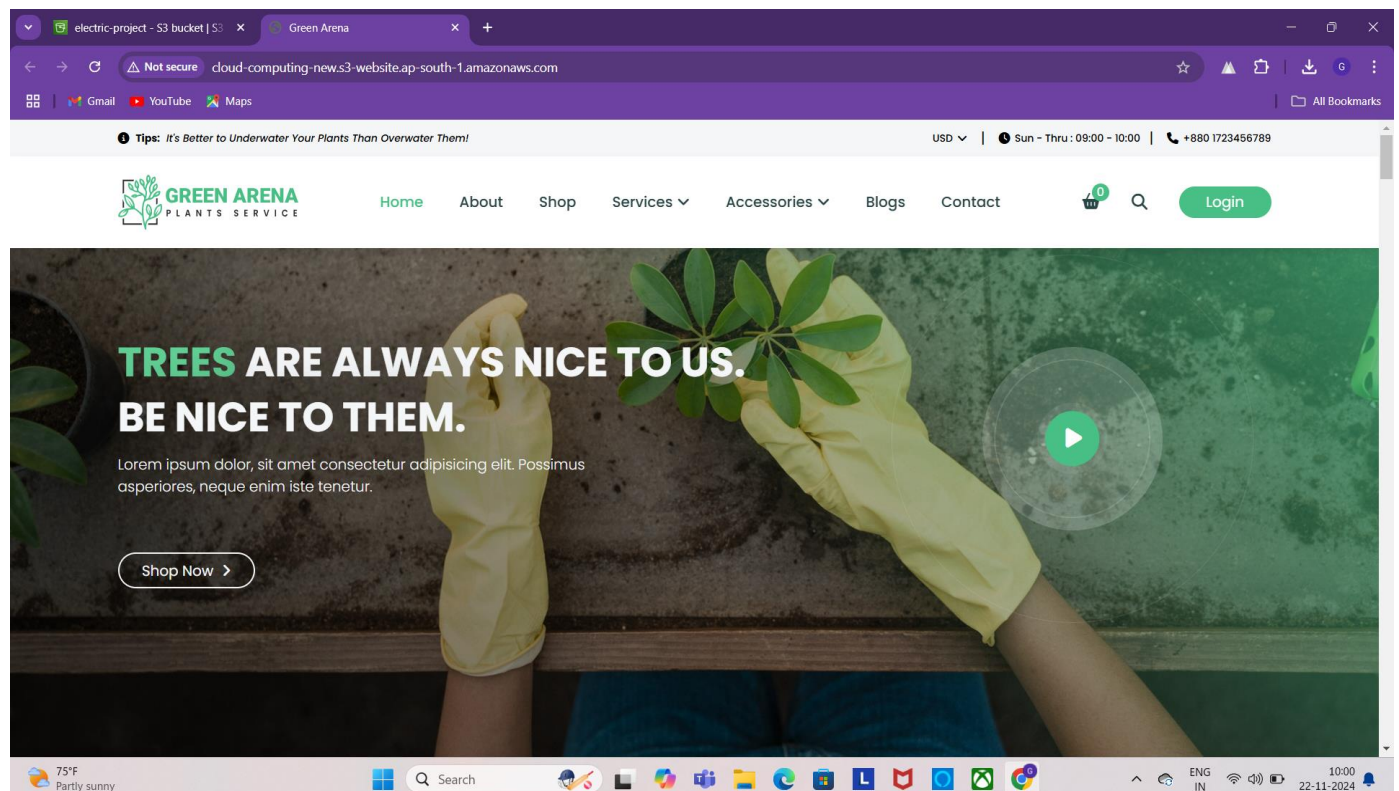 electric-project - S3 bucket | S3
Green Arena
Not secure cloud-computing-new.s3-website.ap-south-1.amazonaws.com
G
Gmail YouTube Maps All Bookmarks
Tips: It's Better to Underwater Your Plants Than Overwater Them! USD Sun - Thru : 09:00 - 10:00 +880 1723456789
GREEN ARENA
PLANTS SERVICE
Home About Shop Services Accessories Blogs Contact 0 Login
TREES ARE ALWAYS NICE TO US.
BE NICE TO THEM.
Lorem ipsum dolor, sit amet consectetur adipisicing elit. Possimus
asperiores, neque enim iste tenetur.
Shop Now
75°F
Partly sunny
Search
L
G
ENG
IN
10:00
22-11-2024